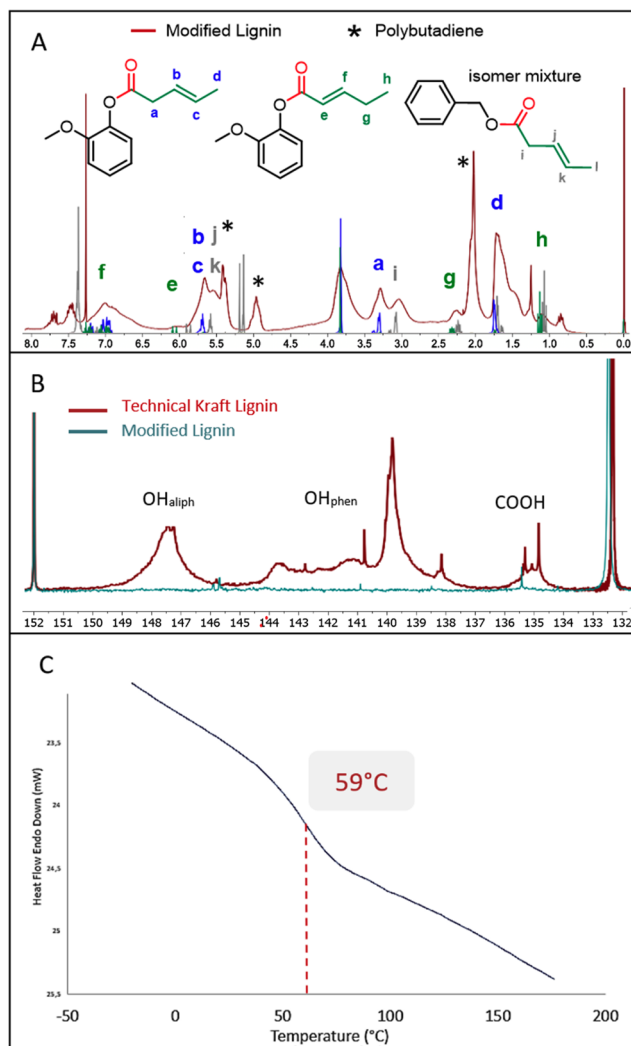 A
Modified Lignin * Polybutadiene
isomer mixture
O O O
b d f h
a c e g
O O O j
i l
k
* d
b j *
c k * a i g h
f e
8.0 7.5 7.0 6.5 6.0 5.5 5.0 4.5 4.0 3.5 3.0 2.5 2.0 1.5 1.0 0.5 0.0
B
Technical Kraft Lignin
Modified Lignin
OHaliph OHphen COOH
152 151 150 149 148 147 146 145 144 143 142 141 140 139 138 137 136 135 134 133 132
C
23,5
24
24,5
25
25,5
Heat Flow Endo Down (mW)
59°C
-50 0 50 100 150 200
Temperature (°C)